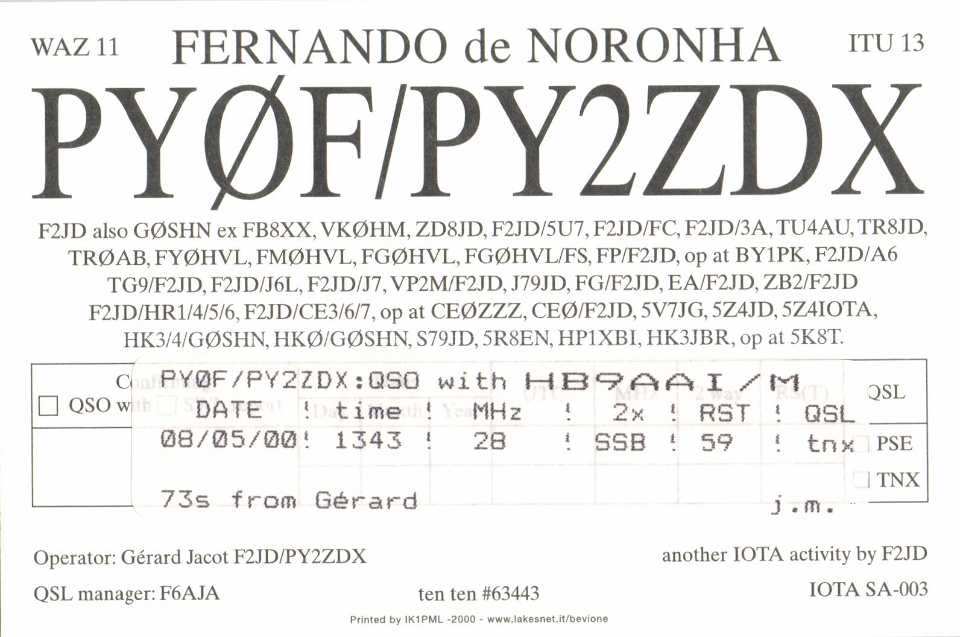 WAZ 11 FERNANDO de NORONHA ITU 13
PYØF/PY2ZDX
F2JD also GØSHN ex FB8XX, VKØHM, ZD8JD, F2JD/5U7, F2JD/FC, F2JD/3A, TU4AU, TR8JD,
TRØAB, FYØHVL, FMØHVL, FGØHVL, FGØHVL/FS, FP/F2JD, op at BY1PK, F2JD/A6
TG9/F2JD, F2JD/J6L, F2JD/J7, VP2M/F2JD, J79JD, FG/F2JD, EA/F2JD, ZB2/F2JD
F2JD/HR1/4/5/6, F2JD/CE3/6/7, op at CEØZZZ, CEØ/F2JD, 5V7JG, 5Z4JD, 5Z4IOTA,
HK3/4/GØSHN, HKØ/GØSHN, S79JD, 5R8EN, HP1XBI, HK3JBR, op at 5K8T.
PYØF/PY2ZDX:QSO with HB9AAI/M QSL
QSO with
DATE ! time ! MHz ! 2x ! RST ! QSL
08/05/00! 1343 ! 28 ! SSB ! 59 ! tnx PSE
TNX
73s from Gérard j.m.
Operator: Gérard Jacot F2JD/PY2ZDX another IOTA activity by F2JD
QSL manager: F6AJA ten ten #63443 IOTA SA-003
Printed by IK1PML -2000 - www.lakesnet.it/bevione